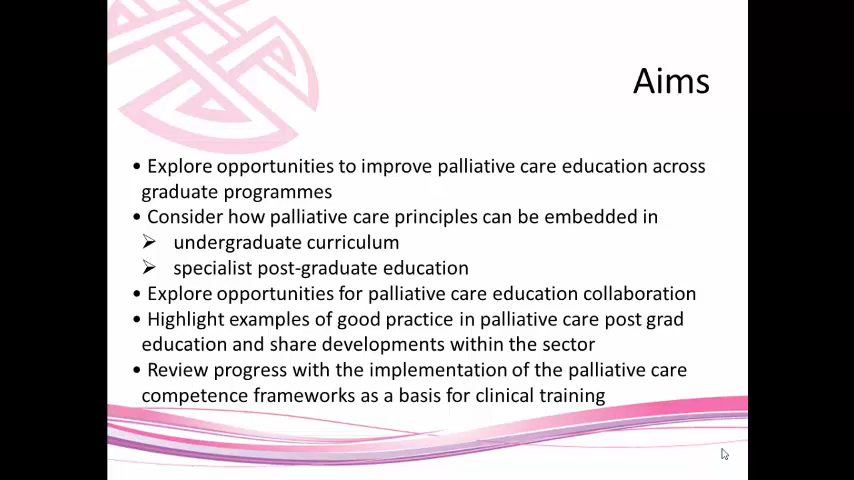 Aims
• Explore opportunities to improve palliative care education across
graduate programmes
• Consider how palliative care principles can be embedded in
➢ undergraduate curriculum
➢ specialist post-graduate education
• Explore opportunities for palliative care education collaboration
• Highlight examples of good practice in palliative care post grad
education and share developments within the sector
• Review progress with the implementation of the palliative care
competence frameworks as a basis for clinical training